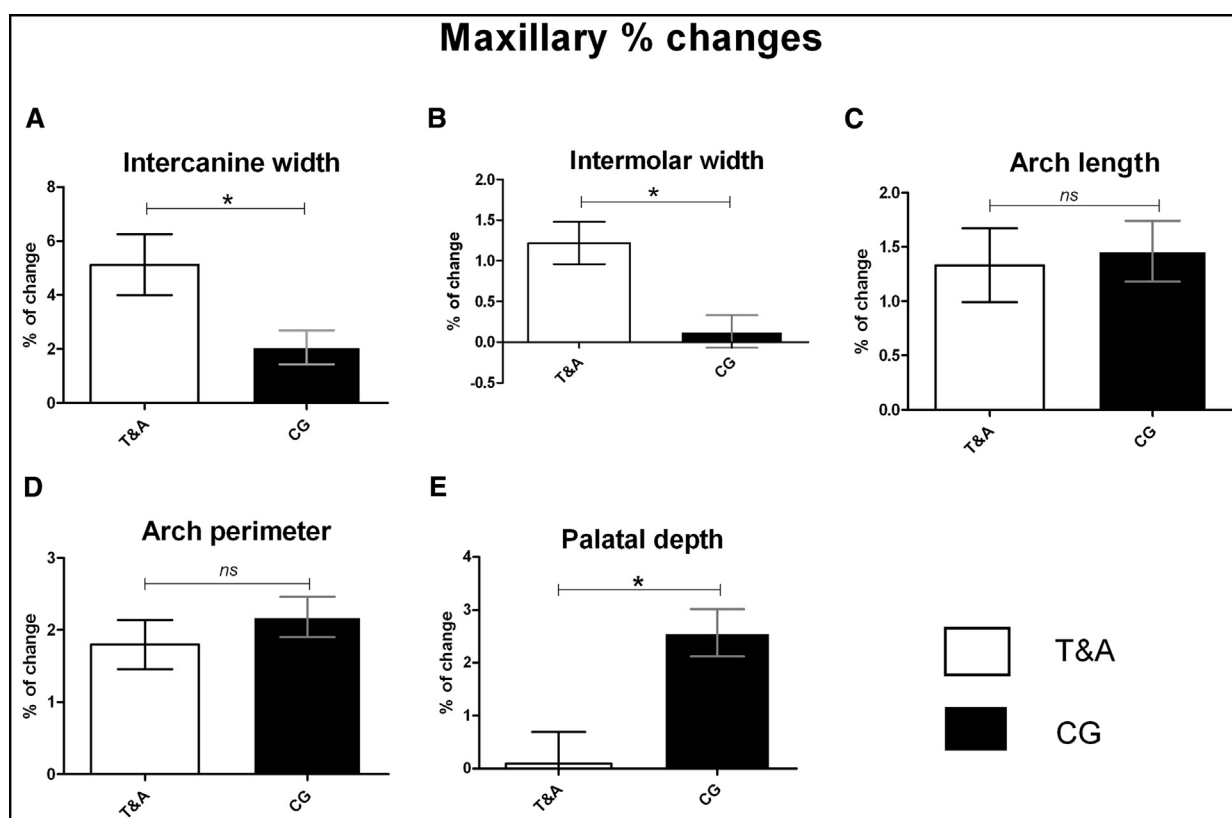 Maxillary % changes
A
Intercanine width
% of change
8
6
4
2
0
*
T&A
CG
B
Intermolar width
% of change
2.0
1.5
1.0
0.5
0.0
-0.5
*
T&A
CG
C
Arch length
% of change
2.0
1.5
1.0
0.5
0.0
ns
T&A
CG
D
Arch perimeter
% of change
3
2
1
0
ns
T&A
CG
E
Palatal depth
% of change
4
3
2
1
0
*
T&A
CG
T&A
CG